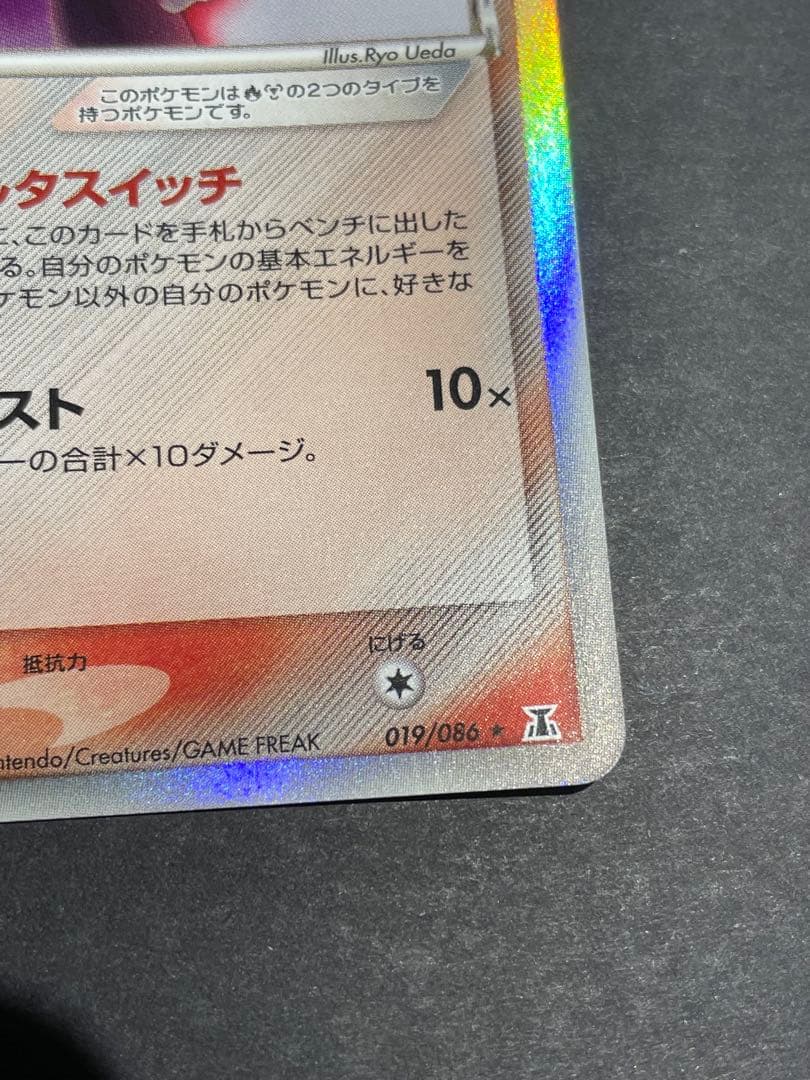 Illus.Ryo Ueda
このポケモンはの2つのタイプを
持つポケモンです。
ッタスイッチ
、このカードを手札からベンチに出した
る。自分のポケモンの基本エネルギーを
ケモン以外の自分のポケモンに、好きな
スト
10×
ーの合計×10ダメージ。
抵抗力
にげる
ntendo/Creatures/GAME FREAK
019/086 ★